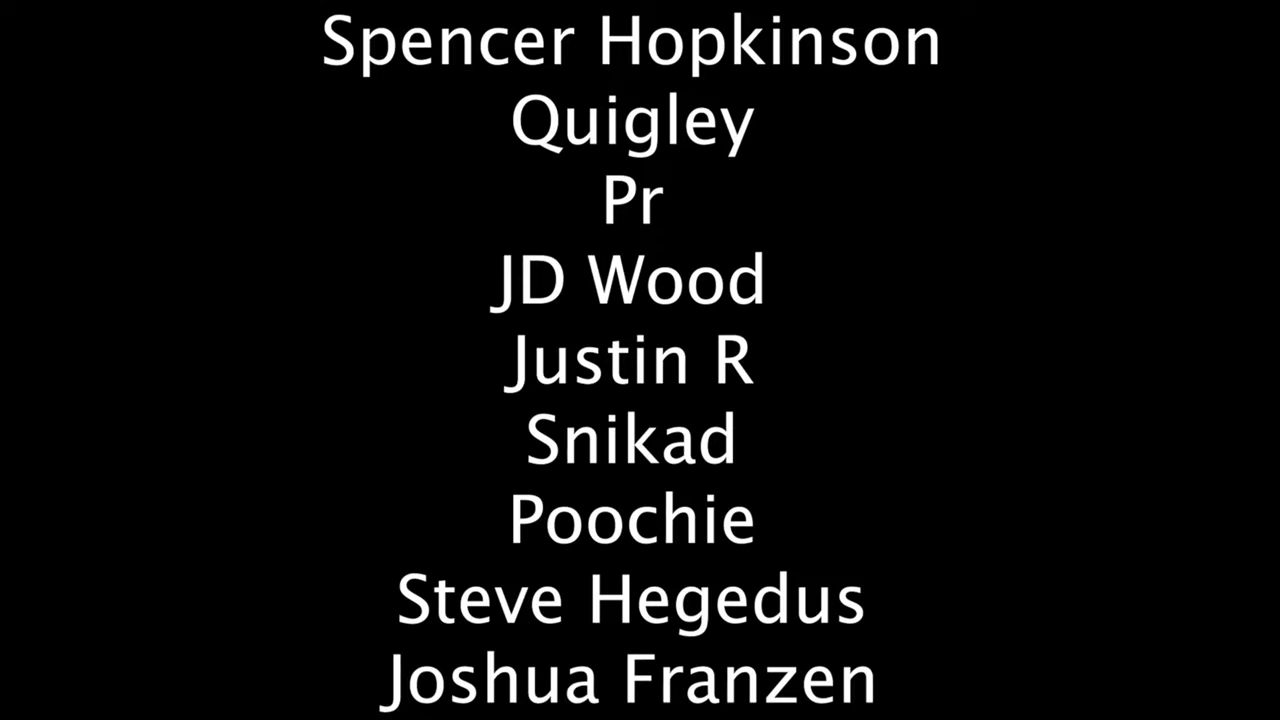 Spencer Hopkinson
Quigley
Pr
JD Wood
Justin R
Snikad
Poochie
Steve Hegedus
Joshua Franzen